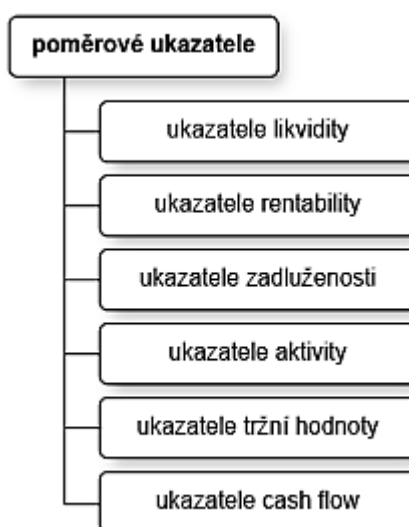 poměrové ukazatele
ukazatele likvidity
ukazatele rentability
ukazatele zadluženosti
ukazatele aktivity
ukazatele tržní hodnoty
ukazatele cash flow